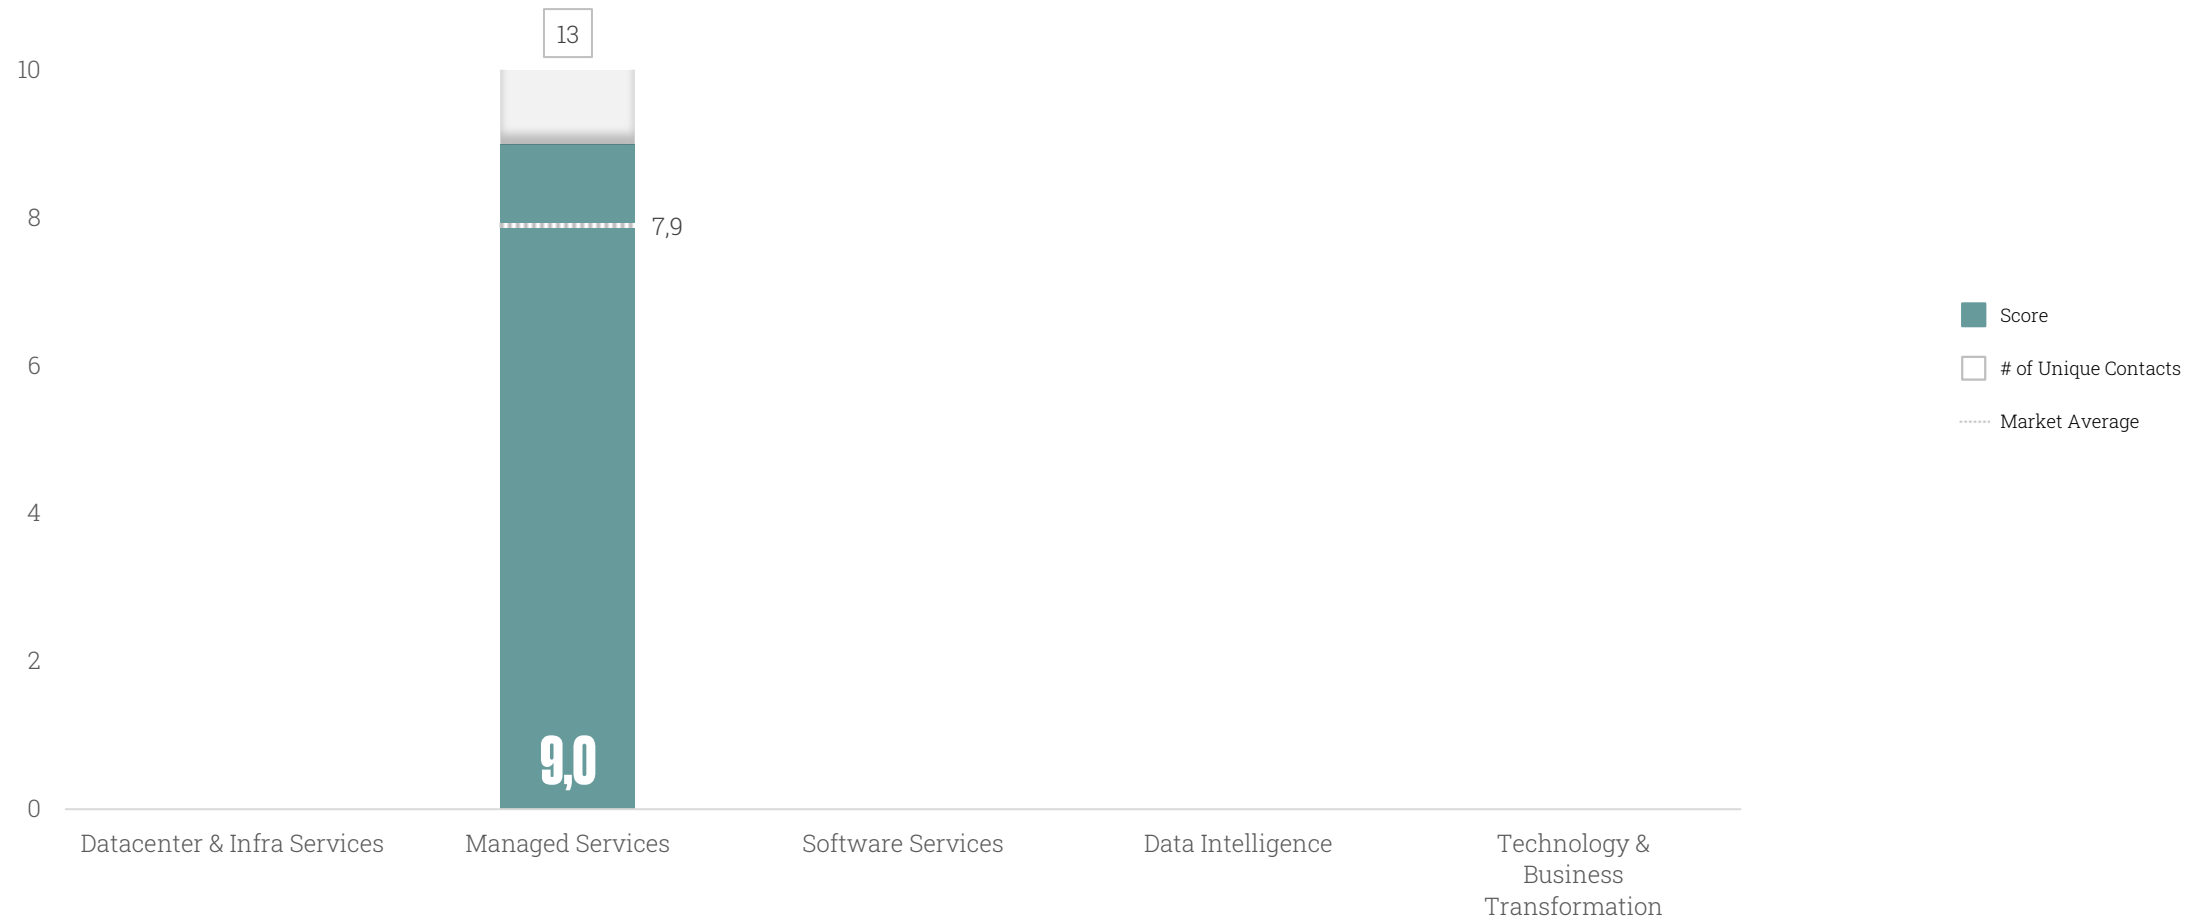 13
10
8
7,9
6
4
2
9,0
0
Datacenter & Infra Services
Managed Services
Software Services
Data Intelligence
Technology &
Business
Transformation
Score
# of Unique Contacts
Market Average